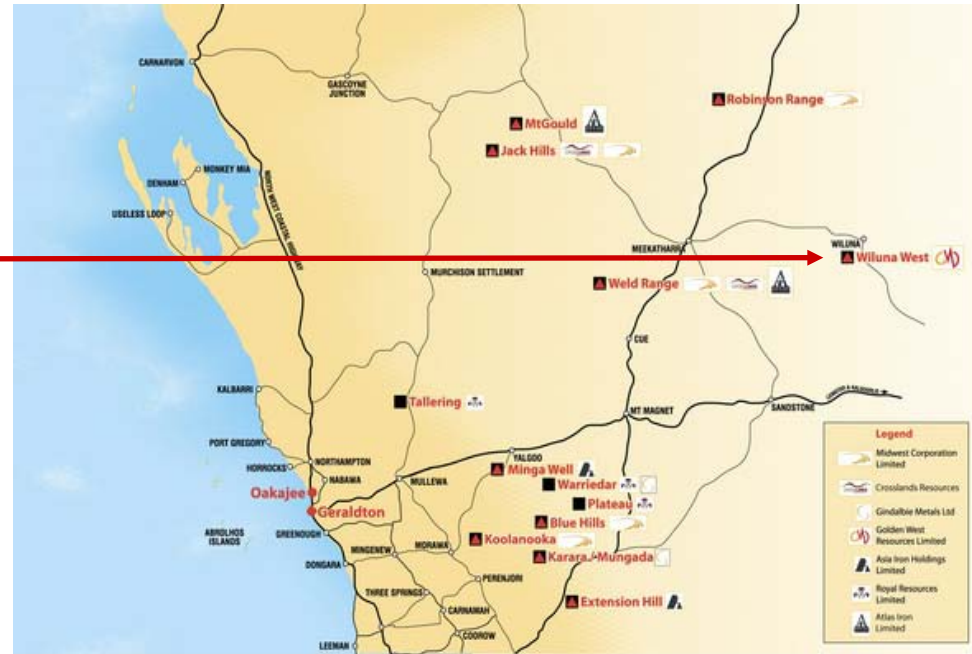 CARNARVON
GASCOYNE
JUNCTION
Robinson Range
MtGould
Jack Hills
MONKEY MIA
DENHAM
USELESS LOOP
NORTH WEST COASTAL HIGHWAY
MEEKATHARRA
WILUNA
Wiluna West
MURCHISON SETTLEMENT
Weld Range
CUE
KALBARRI
Tallering
MT MAGNET
SANDSTONE
PORT GREGORY
HORROCKS
NORTHAMPTON
NABAWA
YALGOO
MULLEWA
Minga Well
Warriedar
Oakajee
Geraldton
Plateau
Blue Hills
ABROLHOS
ISLANDS
GREENOUGH
Koolanooka
MINGENEW
MORAWA
Karara / Mungada
DONGARA
PERENJORI
THREE SPRINGS
Extension Hill
CARNAMAH
COOROW
LEEMAN
Legend
Midwest Corporation
Limited
Crosslands Resources
Gindalbie Metals Ltd
Golden West
Resources Limited
Asia Iron Holdings
Limited
Royal Resources
Limited
Atlas Iron
Limited